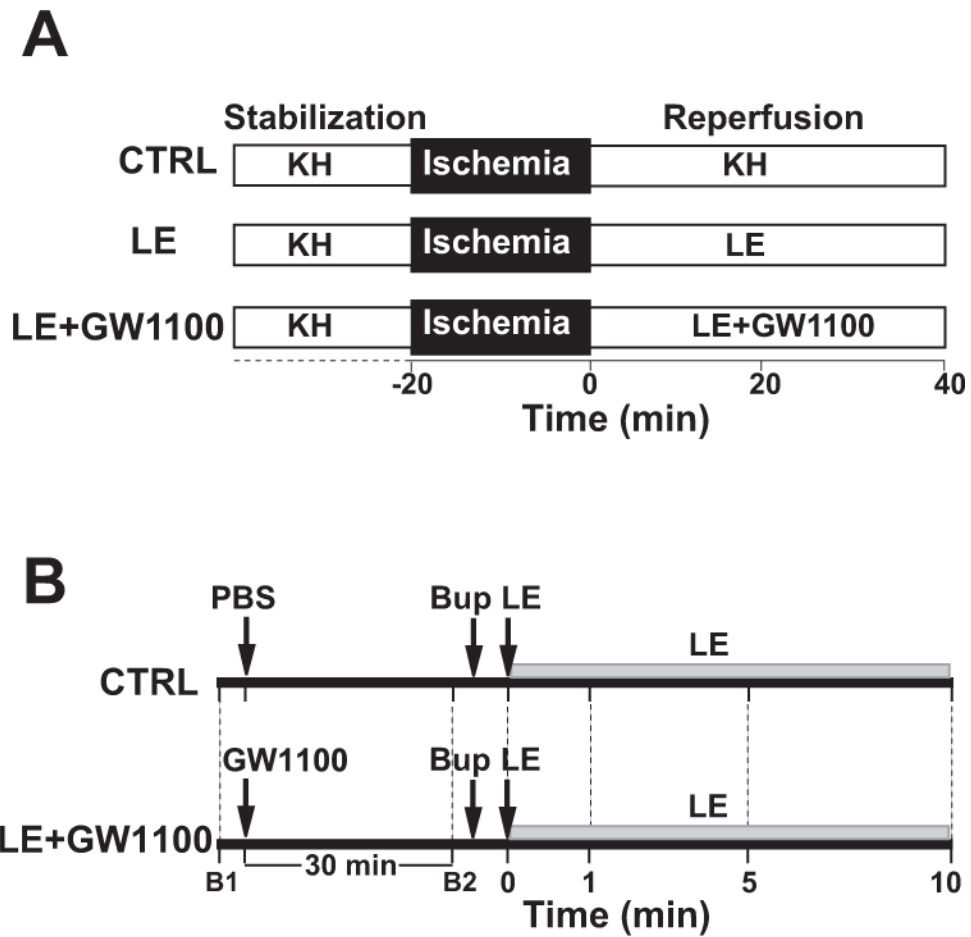 A
Stabilization Reperfusion
CTRL KH Ischemia KH
LE KH Ischemia LE
LE+GW1100 KH Ischemia LE+GW1100
-20 0 20 40
Time (min)
B
PBS Bup LE
LE
CTRL
GW1100 Bup LE
LE
LE+GW1100
30 min
B1 B2 0 1 5 10
Time (min)